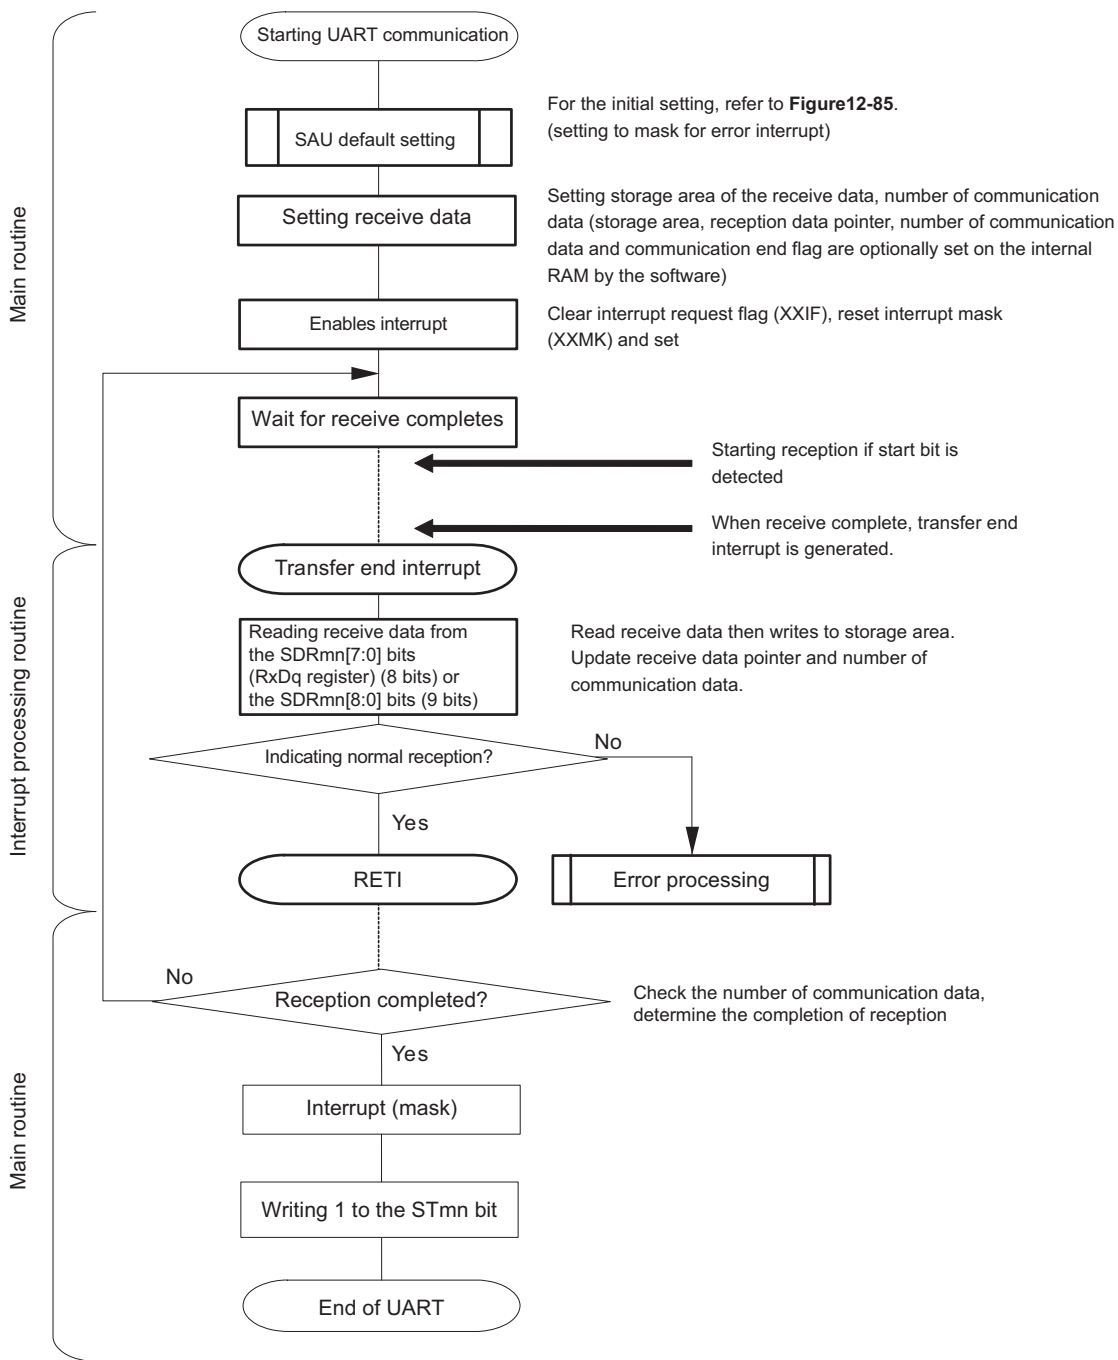 Starting UART communication
For the initial setting, refer to Figure12-85.
(setting to mask for error interrupt)
SAU default setting
Setting receive data
Setting storage area of the receive data, number of communication
data (storage area, reception data pointer, number of communication
data and communication end flag are optionally set on the internal
RAM by the software)
Main routine
Enables interrupt
Clear interrupt request flag (XXIF), reset interrupt mask
(XXMK) and set
Wait for receive completes
Starting reception if start bit is
detected
When receive complete, transfer end
interrupt is generated.
Transfer end interrupt
Reading receive data from
the SDRmn[7:0] bits
(RxDq register) (8 bits) or
the SDRmn[8:0] bits (9 bits)
Read receive data then writes to storage area.
Update receive data pointer and number of
communication data.
Interrupt processing routine
Indicating normal reception?
No
Yes
RETI
Error processing
No
Reception completed?
Check the number of communication data,
determine the completion of reception
Yes
Main routine
Interrupt (mask)
Writing 1 to the STmn bit
End of UART